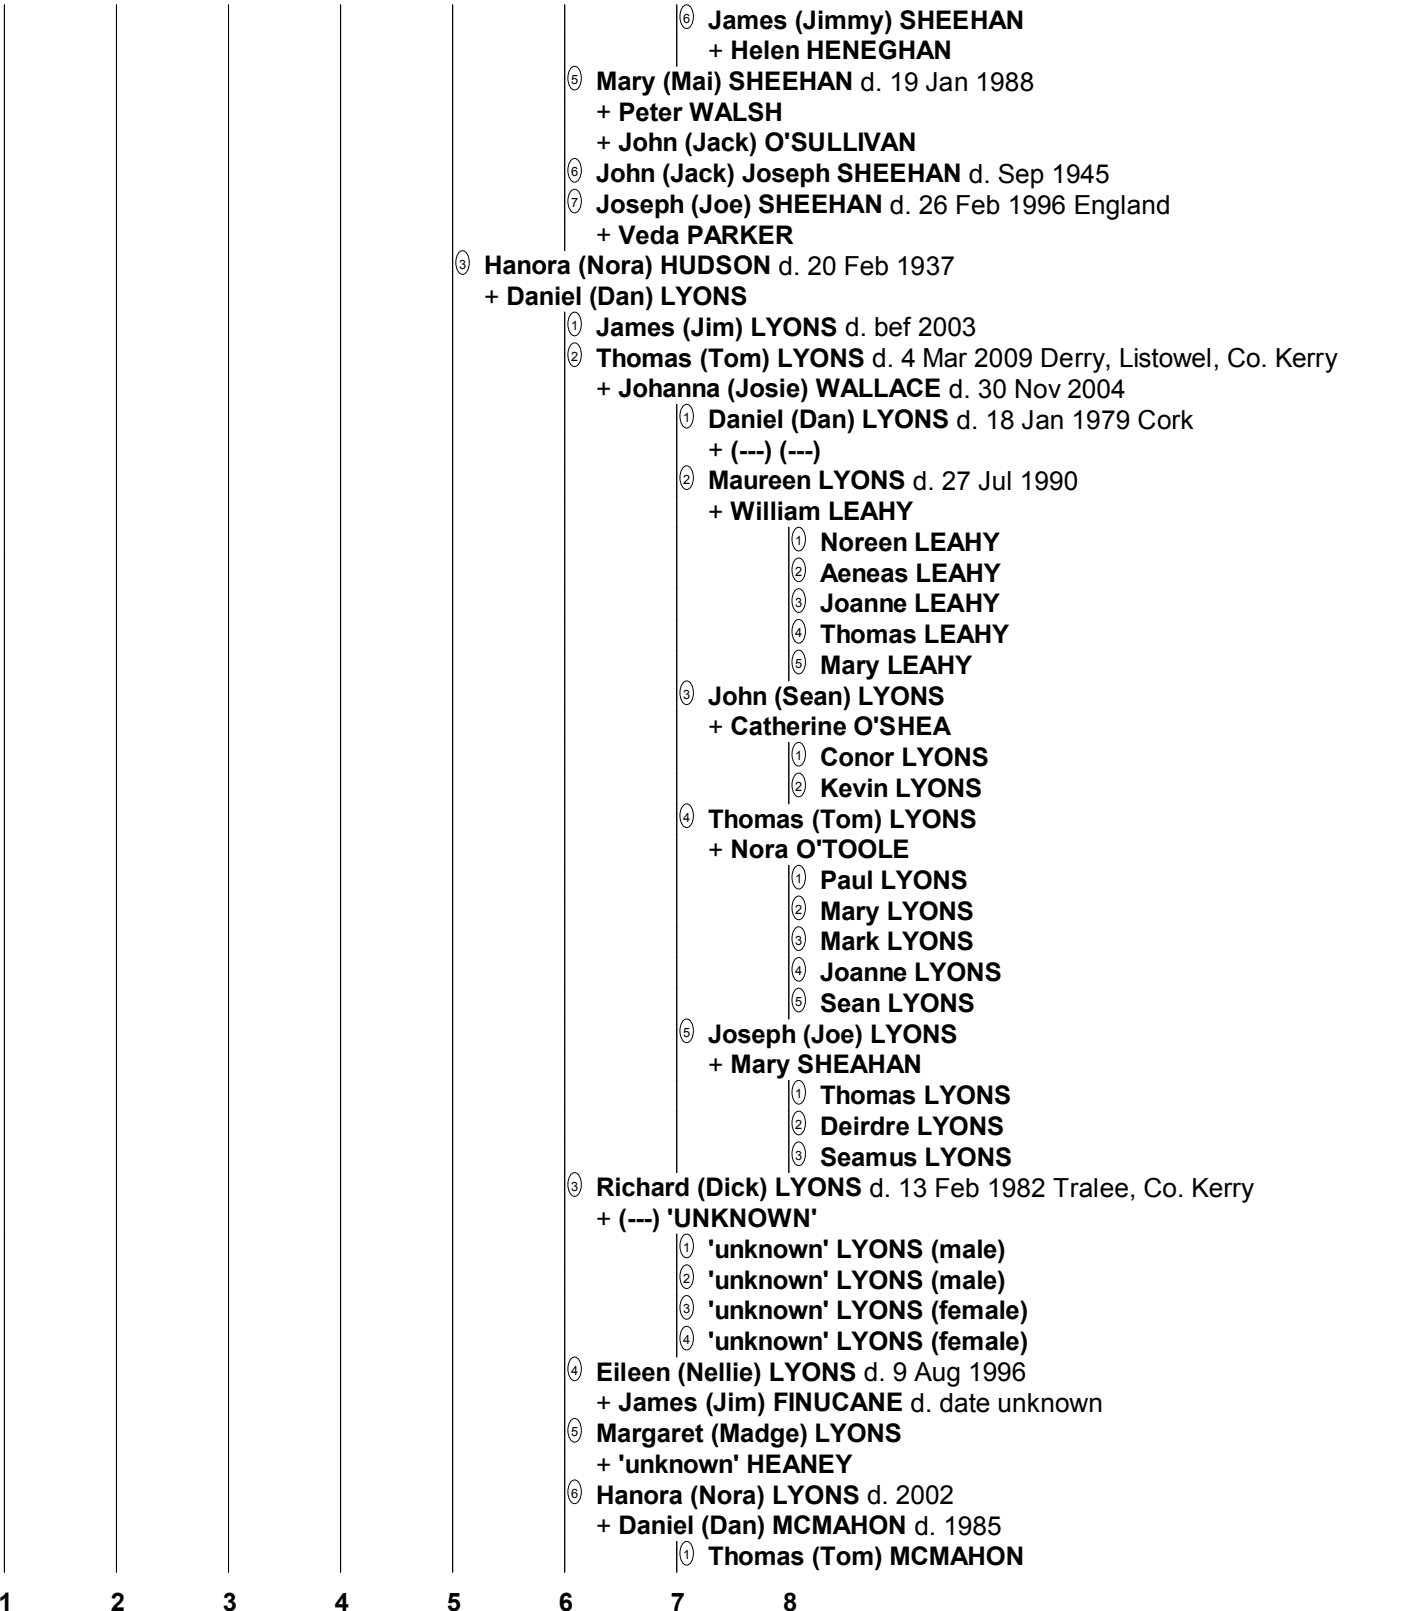 ⑥ James (Jimmy) SHEEHAN
+ Helen HENEGHAN
⑤ Mary (Mai) SHEEHAN d. 19 Jan 1988
+ Peter WALSH
+ John (Jack) O'SULLIVAN
⑥ John (Jack) Joseph SHEEHAN d. Sep 1945
⑦ Joseph (Joe) SHEEHAN d. 26 Feb 1996 England
+ Veda PARKER
③ Hanora (Nora) HUDSON d. 20 Feb 1937
+ Daniel (Dan) LYONS
① James (Jim) LYONS d. bef 2003
② Thomas (Tom) LYONS d. 4 Mar 2009 Derry, Listowel, Co. Kerry
+ Johanna (Josie) WALLACE d. 30 Nov 2004
① Daniel (Dan) LYONS d. 18 Jan 1979 Cork
+ (---) (---)
② Maureen LYONS d. 27 Jul 1990
+ William LEAHY
① Noreen LEAHY
② Aeneas LEAHY
③ Joanne LEAHY
④ Thomas LEAHY
⑤ Mary LEAHY
③ John (Sean) LYONS
+ Catherine O'SHEA
① Conor LYONS
② Kevin LYONS
④ Thomas (Tom) LYONS
+ Nora O'TOOLE
① Paul LYONS
② Mary LYONS
③ Mark LYONS
④ Joanne LYONS
⑤ Sean LYONS
⑤ Joseph (Joe) LYONS
+ Mary SHEAHAN
① Thomas LYONS
② Deirdre LYONS
③ Seamus LYONS
③ Richard (Dick) LYONS d. 13 Feb 1982 Tralee, Co. Kerry
+ (---) 'UNKNOWN'
① 'unknown' LYONS (male)
② 'unknown' LYONS (male)
③ 'unknown' LYONS (female)
④ 'unknown' LYONS (female)
④ Eileen (Nellie) LYONS d. 9 Aug 1996
+ James (Jim) FINUCANE d. date unknown
⑤ Margaret (Madge) LYONS
+ 'unknown' HEANEY
⑥ Hanora (Nora) LYONS d. 2002
+ Daniel (Dan) MCMAHON d. 1985
① Thomas (Tom) MCMAHON
1 2 3 4 5 6 7 8